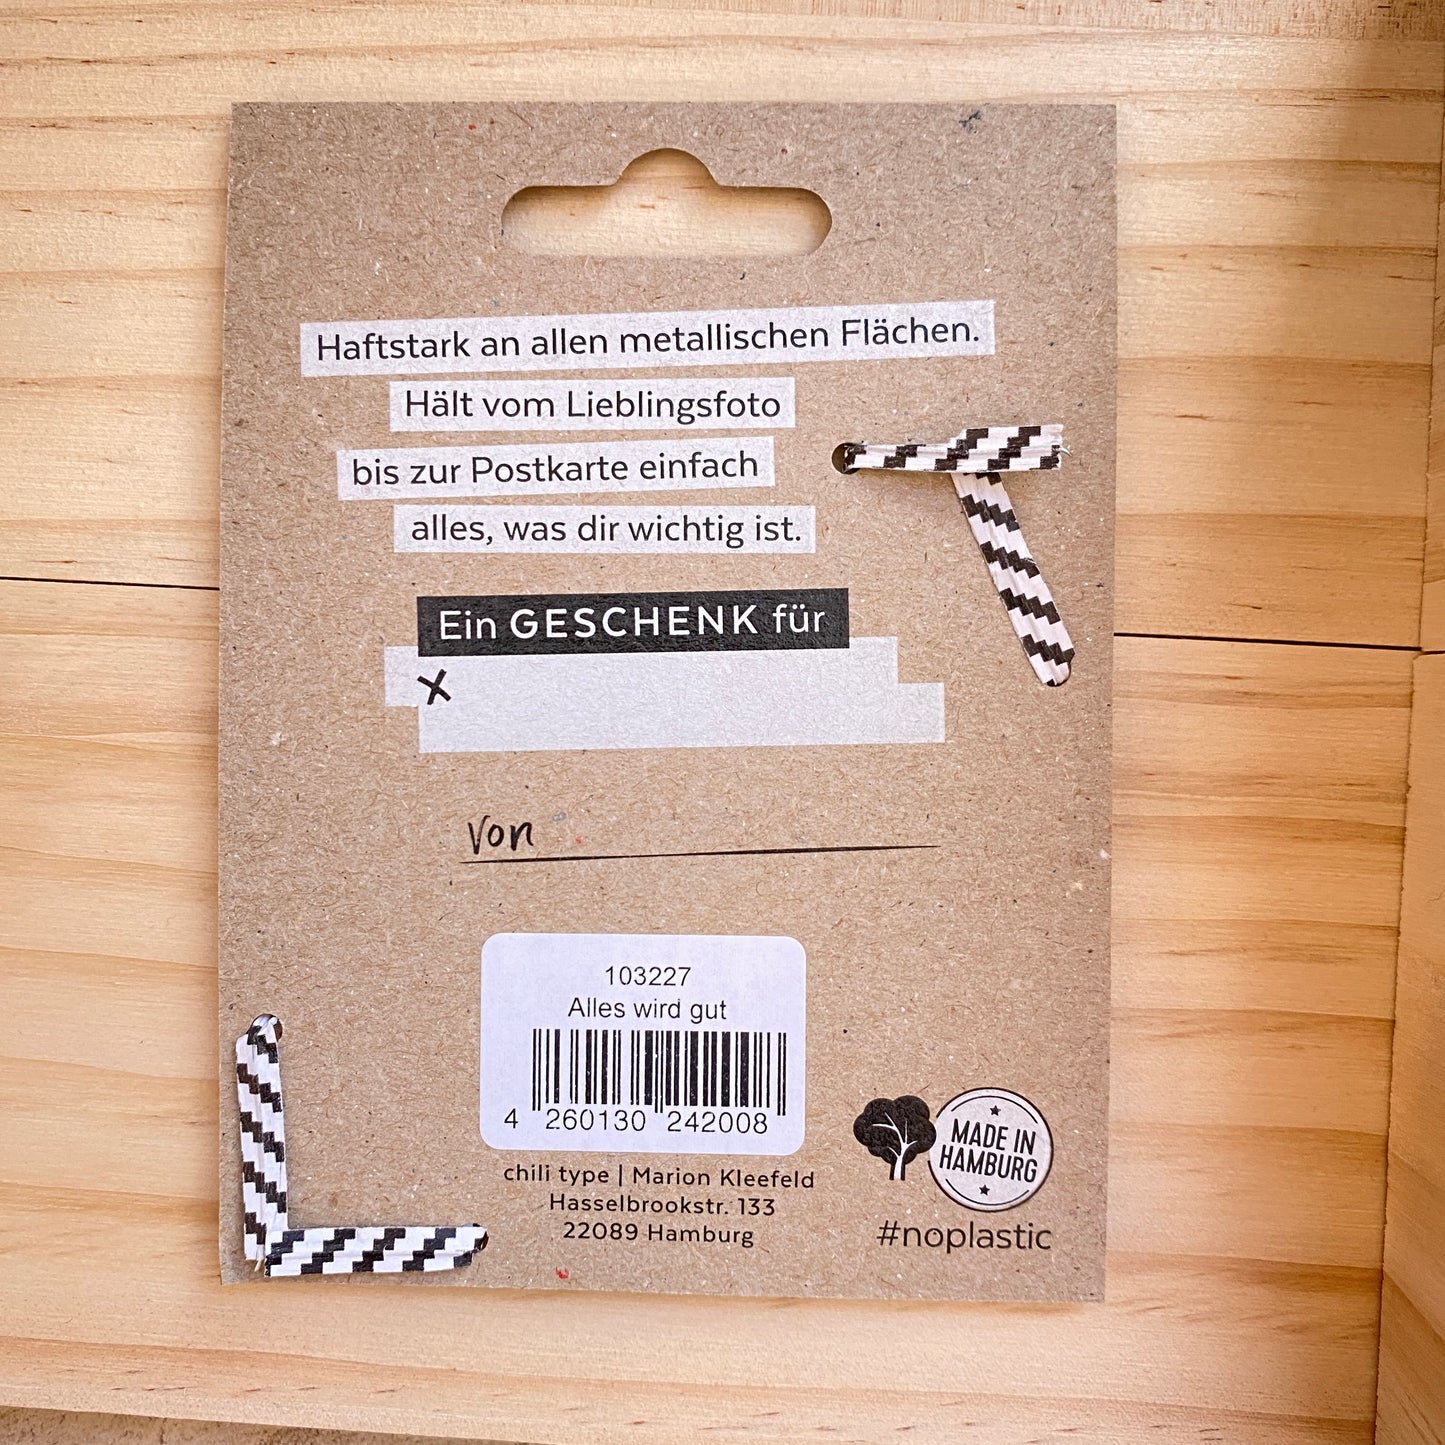 Haftstark an allen metallischen Flächen.
Hält vom Lieblingsfoto
bis zur Postkarte einfach
alles, was dir wichtig ist.
Ein GESCHENK für
x
von
103227
Alles wird gut
4 260130 242008
chili type | Marion Kleefeld
Hasselbrookstr. 133
22089 Hamburg
MADE IN
HAMBURG
#noplastic